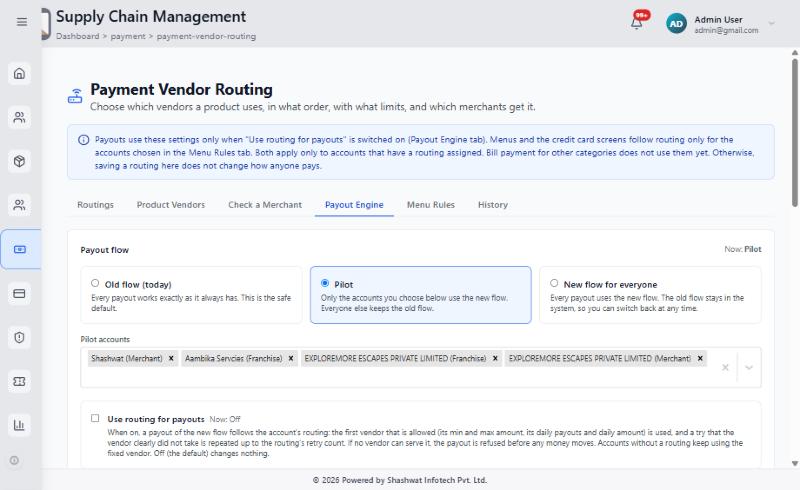 Supply Chain Management
Dashboard > payment > payment-vendor-routing
99+
AD
Admin User
admin@gmail.com
Payment Vendor Routing
Choose which vendors a product uses, in what order, with what limits, and which merchants get it.
Payouts use these settings only when "Use routing for payouts" is switched on (Payout Engine tab). Menus and the credit card screens follow routing only for the
accounts chosen in the Menu Rules tab. Both apply only to accounts that have a routing assigned. Bill payment for other categories does not use them yet. Otherwise,
saving a routing here does not change how anyone pays.
Routings Product Vendors Check a Merchant Payout Engine Menu Rules History
Payout flow
Now: Pilot
Old flow (today)
Every payout works exactly as it always has. This is the safe
default.
Pilot
Only the accounts you choose below use the new flow.
Everyone else keeps the old flow.
New flow for everyone
Every payout uses the new flow. The old flow stays in the
system, so you can switch back at any time.
Pilot accounts
Shashwat (Merchant) Aambika Servcies (Franchise) EXPLOREMORE ESCAPES PRIVATE LIMITED (Franchise) EXPLOREMORE ESCAPES PRIVATE LIMITED (Merchant)
Use routing for payouts Now: Off
When on, a payout of the new flow follows the account's routing: the first vendor that is allowed (its min and max amount, its daily payouts and daily amount) is used, and a try that the
vendor clearly did not take is repeated up to the routing's retry count. If no vendor can serve it, the payout is refused before any money moves. Accounts without a routing keep using the
fixed vendor. Off (the default) changes nothing.
© 2026 Powered by Shashwat Infotech Pvt. Ltd.